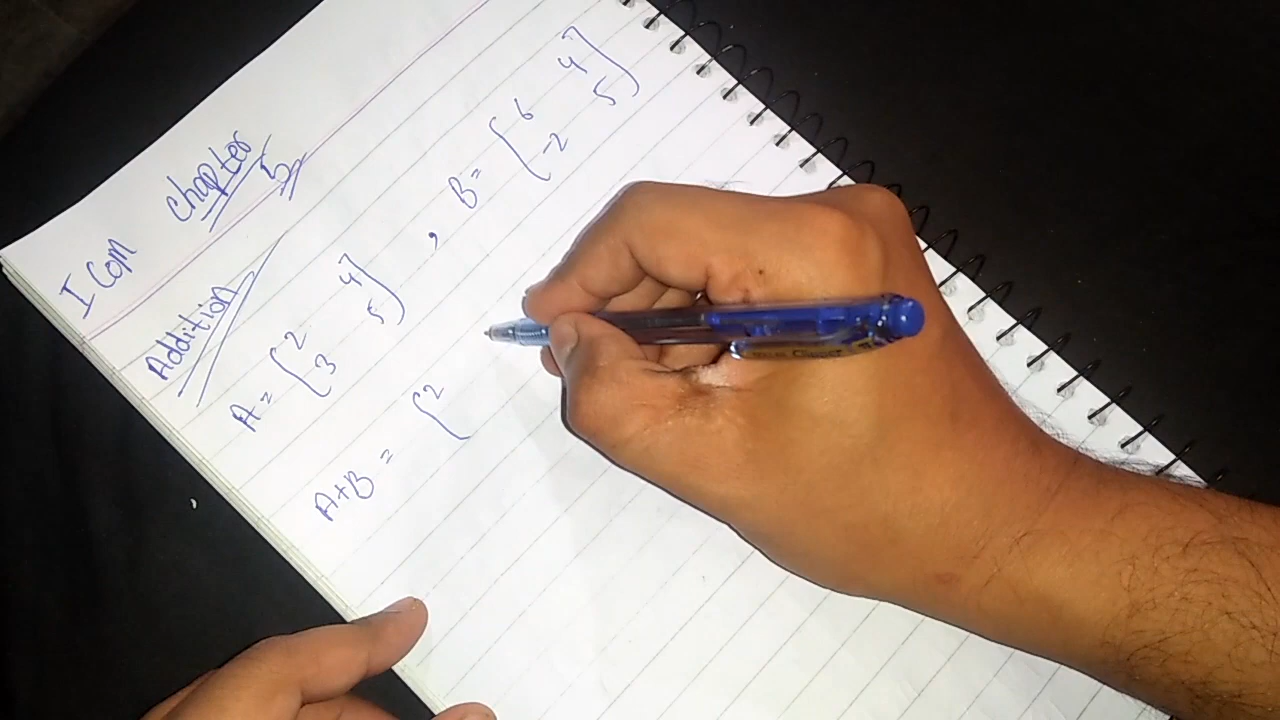 I Com Chapter 5
Addition
A = [2 4
3 5] , B = [6 4
-2 5]
A+B = [2